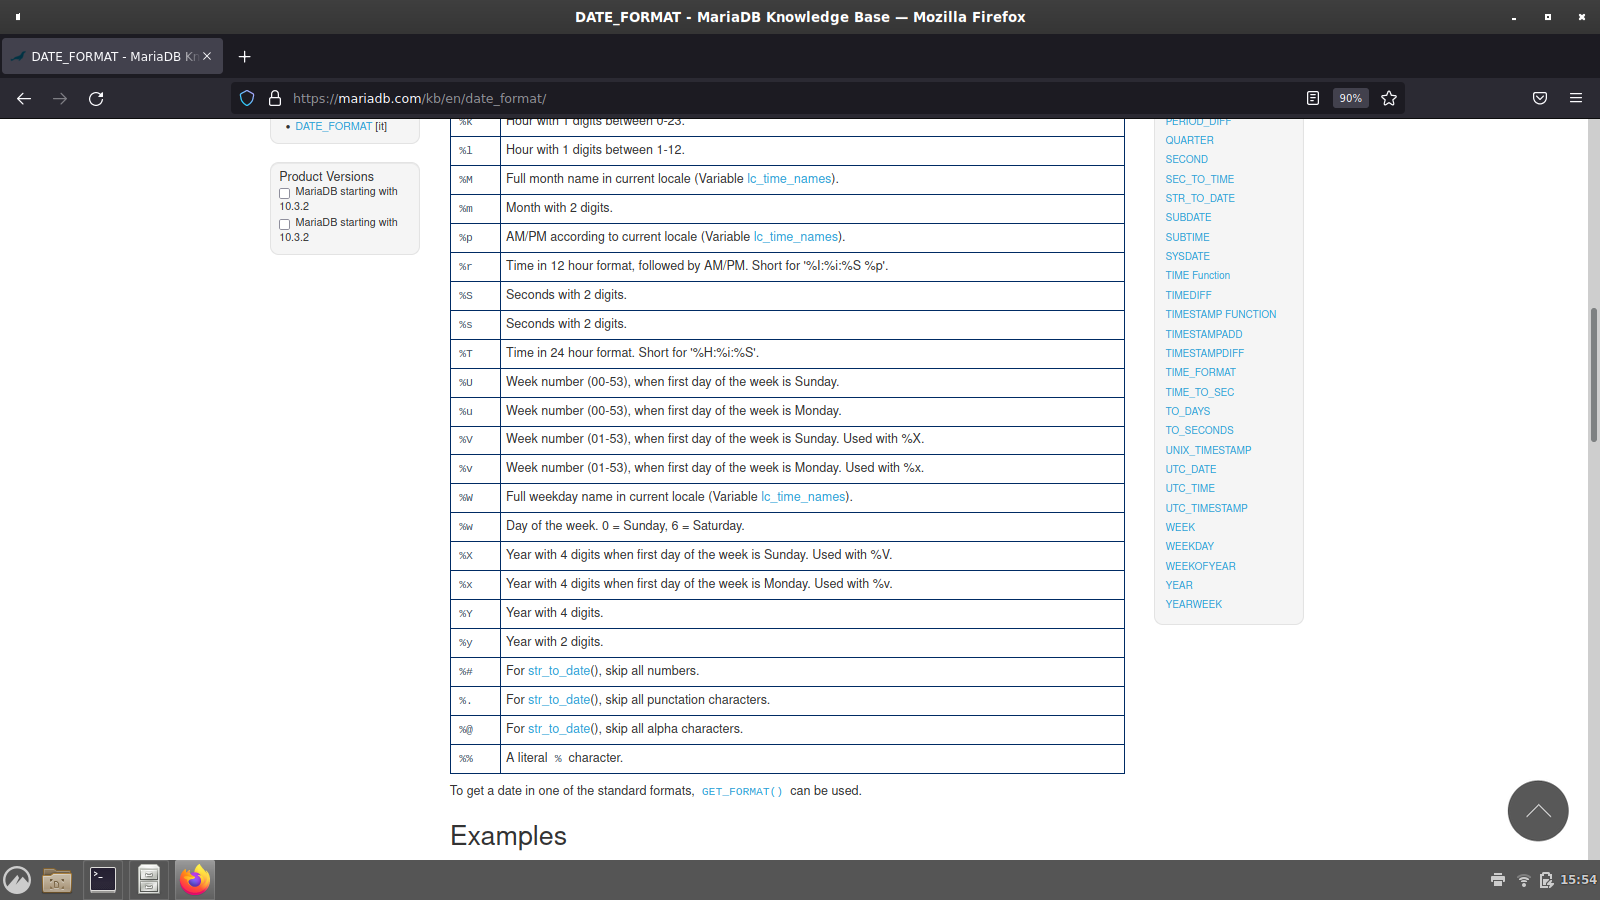 DATE_FORMAT - MariaDB Knowledge Base — Mozilla Firefox
DATE_FORMAT - MariaDB Kn
https://mariadb.com/kb/en/date_format/
90%
DATE_FORMAT [it]
Product Versions
MariaDB starting with
10.3.2
MariaDB starting with
10.3.2
%k Hour with 1 digits between 0-23.
%l Hour with 1 digits between 1-12.
%M Full month name in current locale (Variable lc_time_names).
%m Month with 2 digits.
%p AM/PM according to current locale (Variable lc_time_names).
%r Time in 12 hour format, followed by AM/PM. Short for '%I:%i:%S %p'.
%S Seconds with 2 digits.
%s Seconds with 2 digits.
%T Time in 24 hour format. Short for '%H:%i:%S'.
%U Week number (00-53), when first day of the week is Sunday.
%u Week number (00-53), when first day of the week is Monday.
%V Week number (01-53), when first day of the week is Sunday. Used with %X.
%v Week number (01-53), when first day of the week is Monday. Used with %x.
%W Full weekday name in current locale (Variable lc_time_names).
%w Day of the week. 0 = Sunday, 6 = Saturday.
%X Year with 4 digits when first day of the week is Sunday. Used with %V.
%x Year with 4 digits when first day of the week is Monday. Used with %v.
%Y Year with 4 digits.
%y Year with 2 digits.
%# For str_to_date(), skip all numbers.
%. For str_to_date(), skip all punctation characters.
%@ For str_to_date(), skip all alpha characters.
%% A literal % character.
To get a date in one of the standard formats, GET_FORMAT() can be used.
Examples
PERIOD_DIFF
QUARTER
SECOND
SEC_TO_TIME
STR_TO_DATE
SUBDATE
SUBTIME
SYSDATE
TIME Function
TIMEDIFF
TIMESTAMP FUNCTION
TIMESTAMPADD
TIMESTAMPDIFF
TIME_FORMAT
TIME_TO_SEC
TO_DAYS
TO_SECONDS
UNIX_TIMESTAMP
UTC_DATE
UTC_TIME
UTC_TIMESTAMP
WEEK
WEEKDAY
WEEKOFYEAR
YEAR
YEARWEEK
15:54